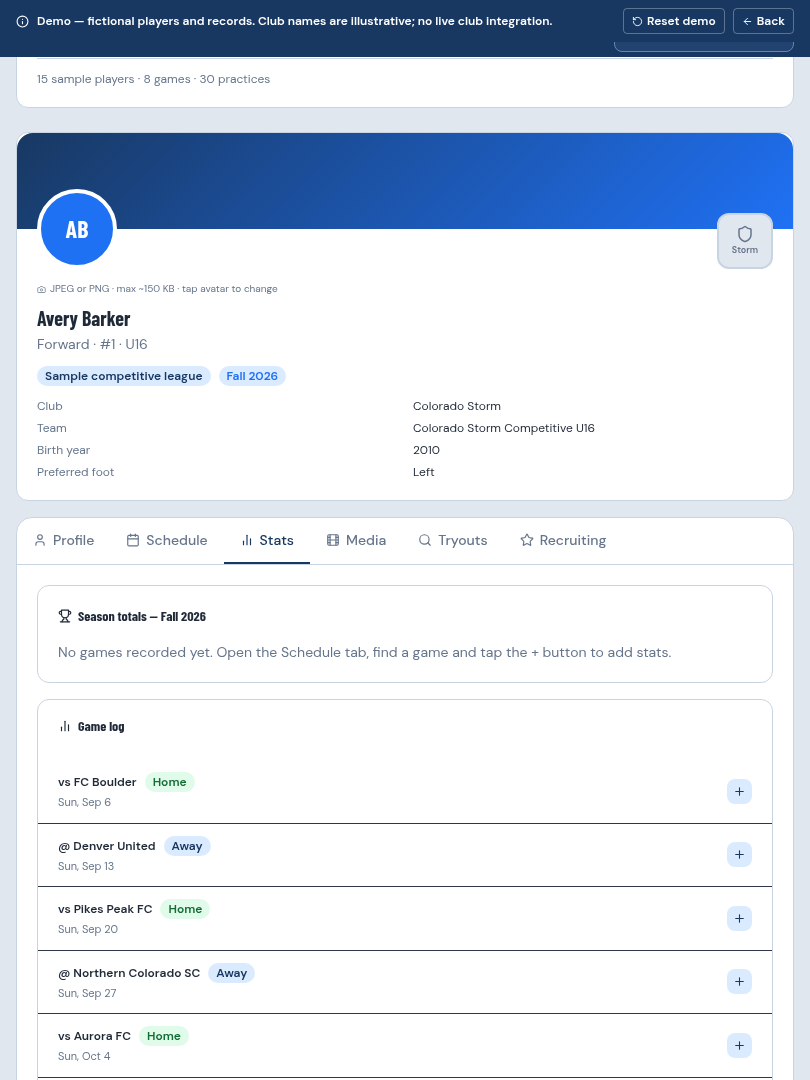 Demo — fictional players and records. Club names are illustrative; no live club integration.
Reset demo
Back
15 sample players · 8 games · 30 practices
AB
Storm
JPEG or PNG · max ~150 KB · tap avatar to change
Avery Barker
Forward · #1 · U16
Sample competitive league
Fall 2026
Club Colorado Storm
Team Colorado Storm Competitive U16
Birth year 2010
Preferred foot Left
Profile
Schedule
Stats
Media
Tryouts
Recruiting
Season totals — Fall 2026
No games recorded yet. Open the Schedule tab, find a game and tap the + button to add stats.
Game log
vs FC Boulder Home
Sun, Sep 6
+
@ Denver United Away
Sun, Sep 13
+
vs Pikes Peak FC Home
Sun, Sep 20
+
@ Northern Colorado SC Away
Sun, Sep 27
+
vs Aurora FC Home
Sun, Oct 4
+